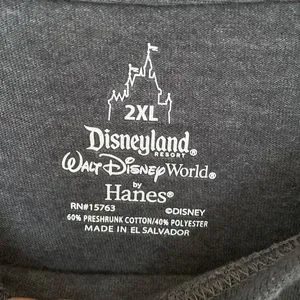 2XL
Disneyland
RESORT
WALT DISNEY World®
by
Hanes®
RN#15763 ©DISNEY
60% PRESHRUNK COTTON/40% POLYESTER
MADE IN EL SALVADOR